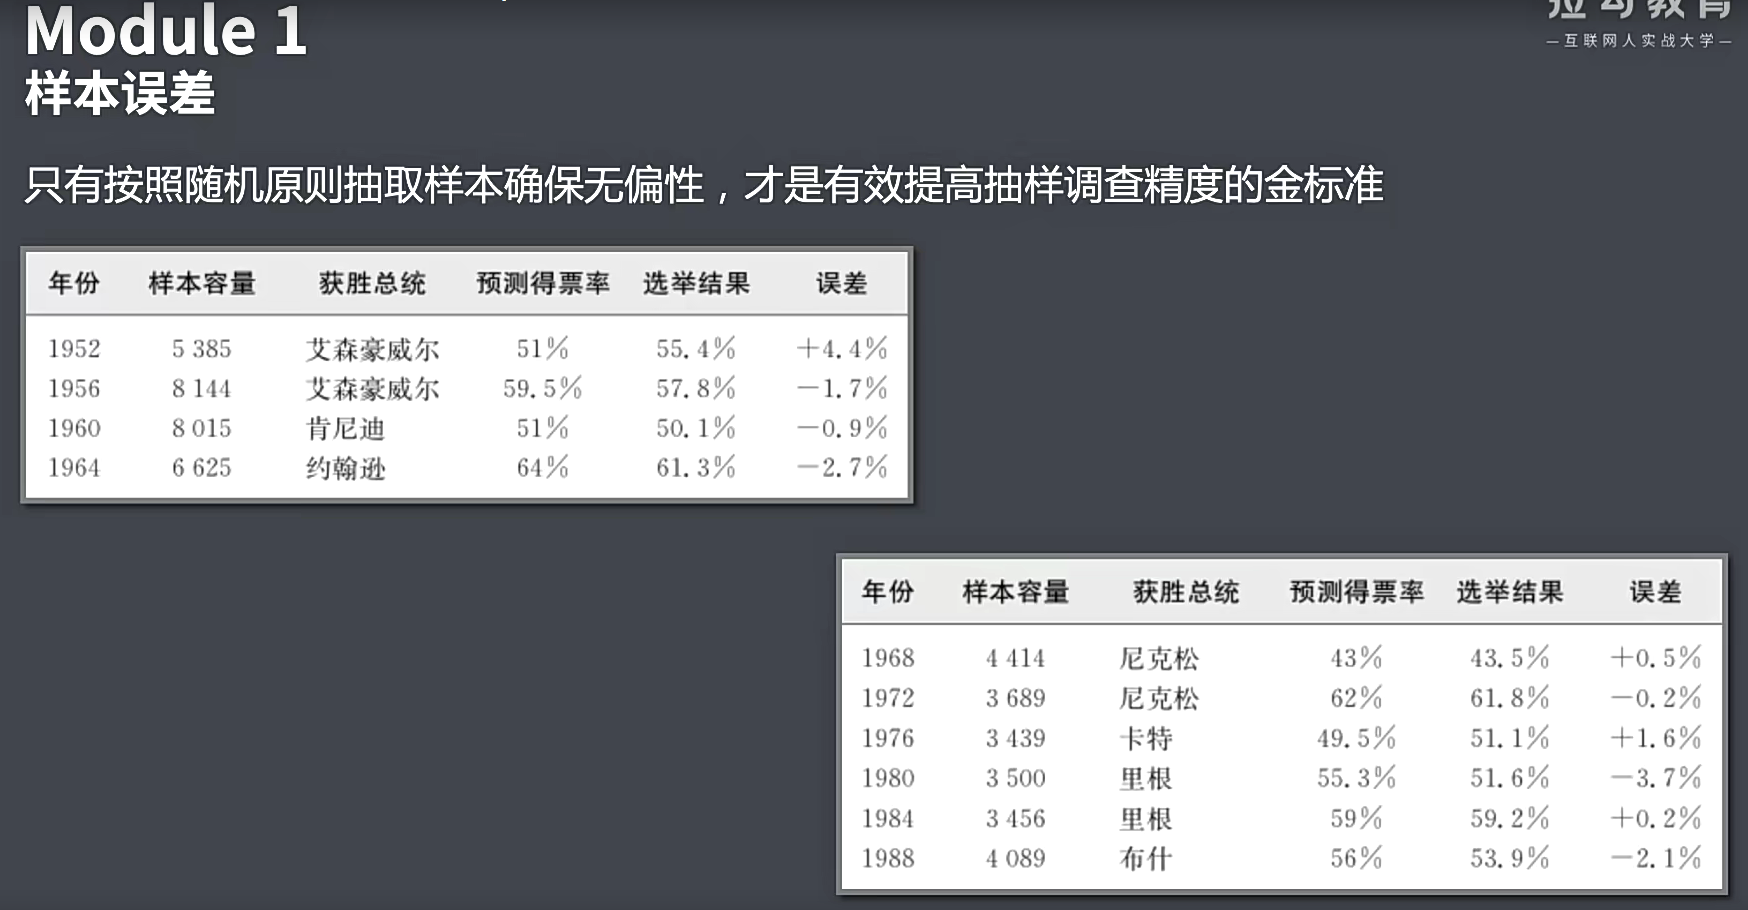 Module 1
样本误差
拉勾教育
—互联网人实战大学—
只有按照随机原则抽取样本确保无偏性，才是有效提高抽样调查精度的金标准
年份 样本容量 获胜总统 预测得票率 选举结果 误差
1952 5 385 艾森豪威尔 51% 55.4% +4.4%
1956 8 144 艾森豪威尔 59.5% 57.8% －1.7%
1960 8 015 肯尼迪 51% 50.1% －0.9%
1964 6 625 约翰逊 64% 61.3% －2.7%
年份 样本容量 获胜总统 预测得票率 选举结果 误差
1968 4 414 尼克松 43% 43.5% +0.5%
1972 3 689 尼克松 62% 61.8% －0.2%
1976 3 439 卡特 49.5% 51.1% +1.6%
1980 3 500 里根 55.3% 51.6% －3.7%
1984 3 456 里根 59% 59.2% +0.2%
1988 4 089 布什 56% 53.9% －2.1%